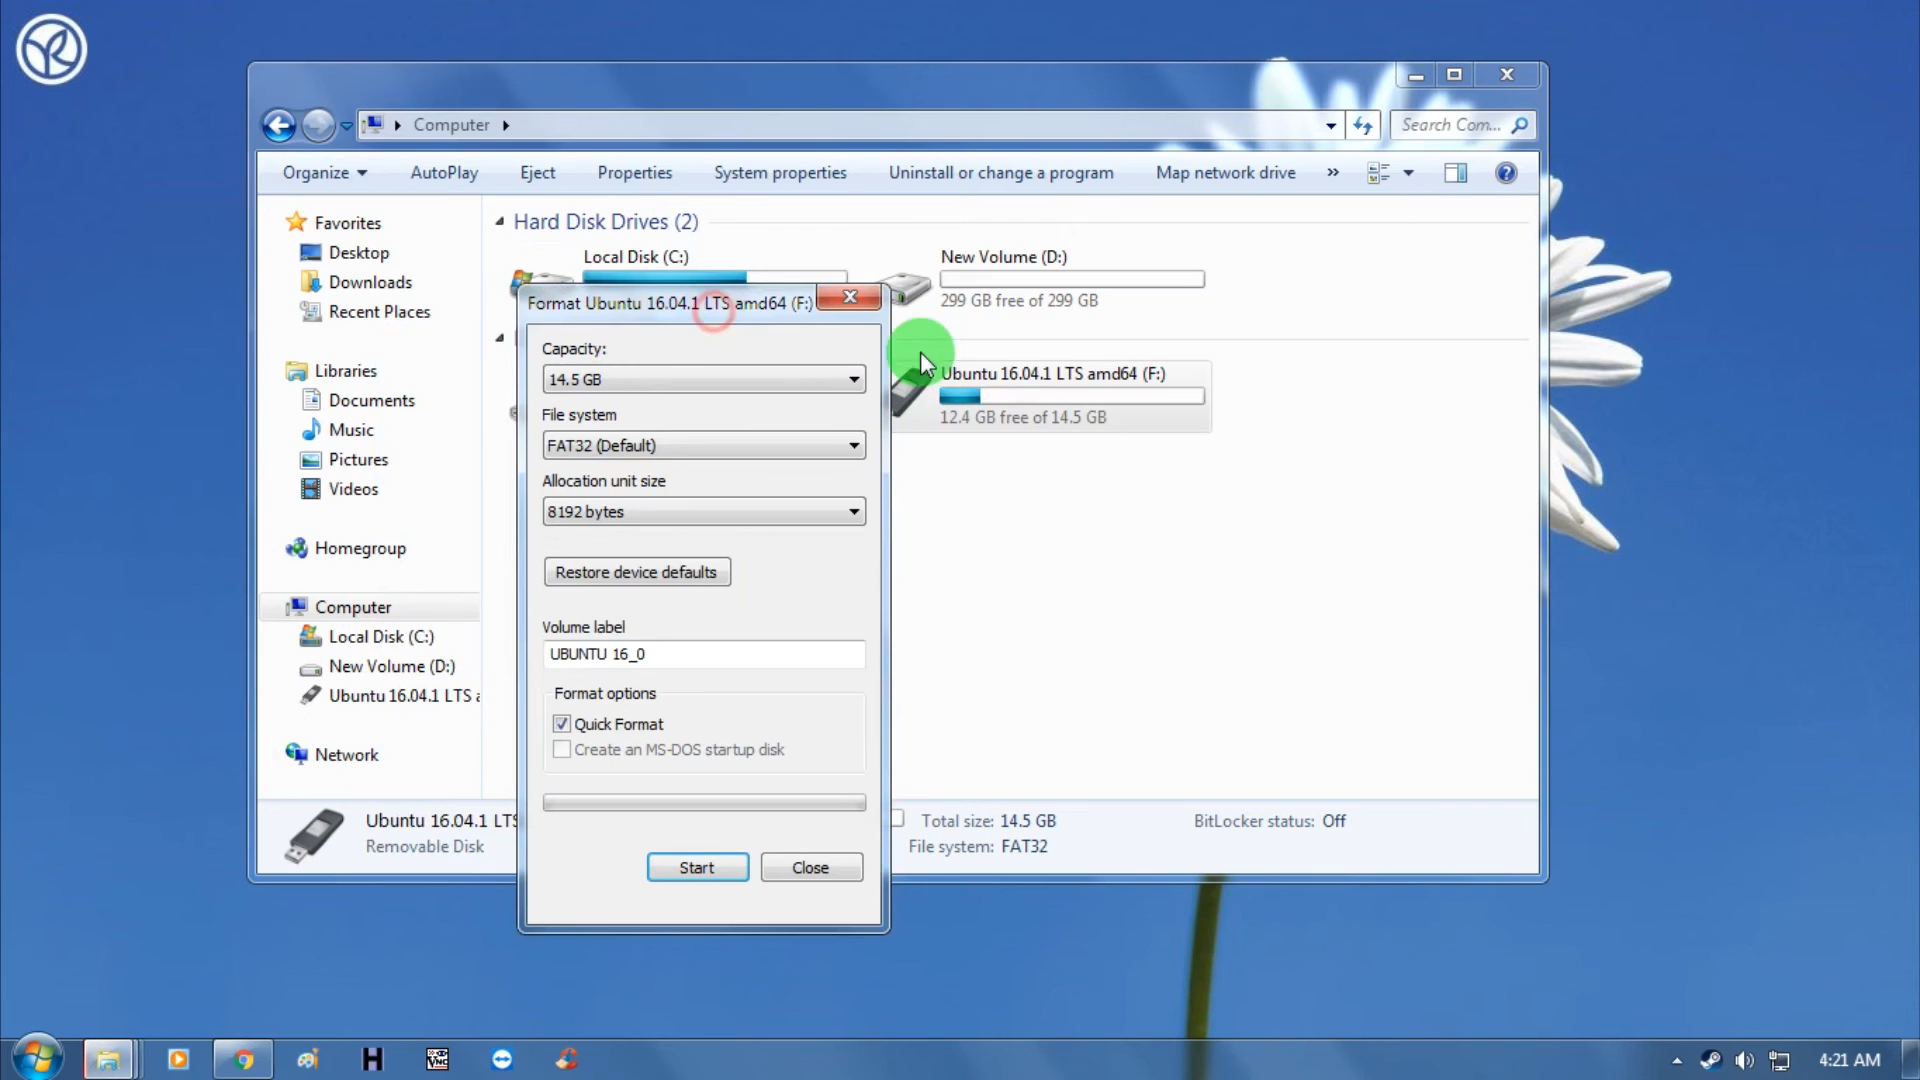 Computer
Search Com...
Organize
AutoPlay
Eject
Properties
System properties
Uninstall or change a program
Map network drive
»
Favorites
Desktop
Downloads
Recent Places
Libraries
Documents
Music
Pictures
Videos
Homegroup
Computer
Local Disk (C:)
New Volume (D:)
Ubuntu 16.04.1 LTS
Network
Hard Disk Drives (2)
Local Disk (C:)
New Volume (D:)
299 GB free of 299 GB
Ubuntu 16.04.1 LTS amd64 (F:)
12.4 GB free of 14.5 GB
Format Ubuntu 16.04.1 LTS amd64 (F:)
Capacity:
14.5 GB
File system
FAT32 (Default)
Allocation unit size
8192 bytes
Restore device defaults
Volume label
UBUNTU 16_0
Format options
Quick Format
Create an MS-DOS startup disk
Start
Close
Ubuntu 16.04.1 LTS
Removable Disk
Total size: 14.5 GB
File system: FAT32
BitLocker status: Off
H
VNC
4:21 AM